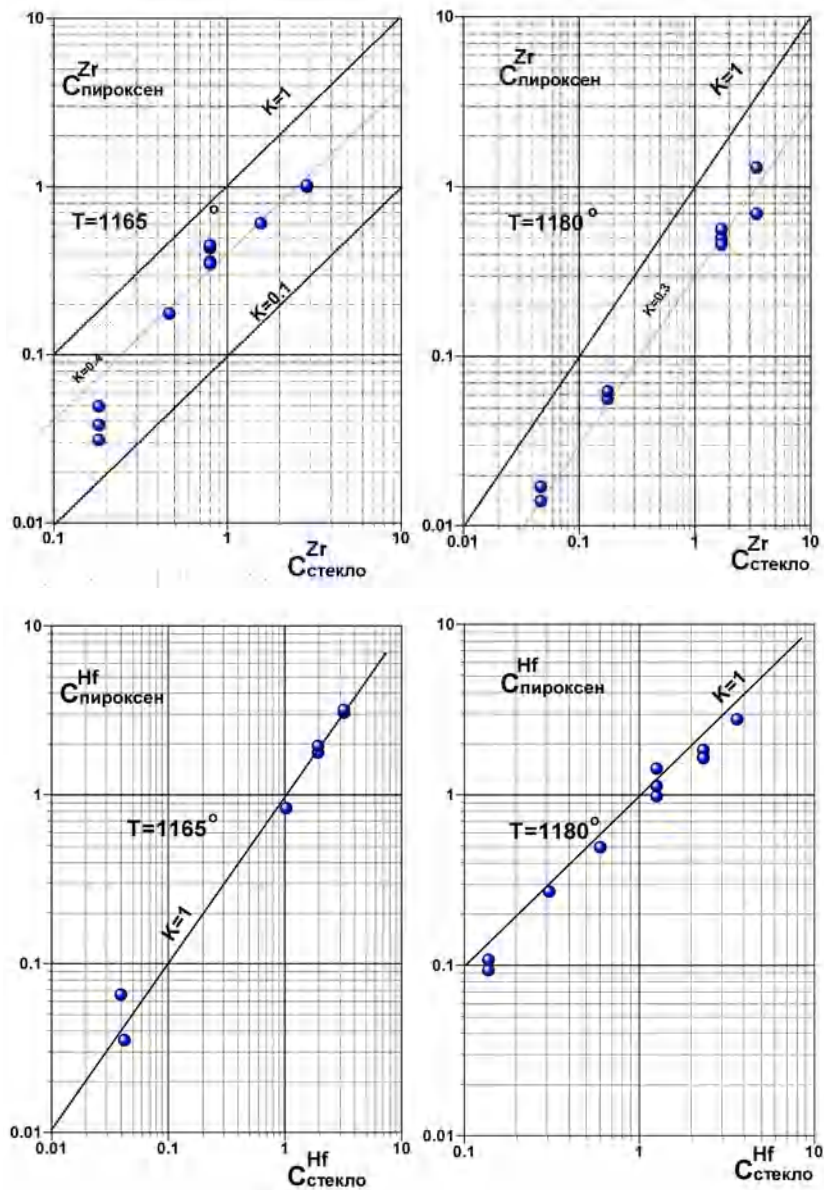 10
C Zr пироксен
K=1
1
T=1165 °
K=0.1
0.1
K=0.4
0.01
0.1
1
10
C Zr стекло
10
C Zr пироксен
K=1
1
T=1180 °
K=0.3
0.1
0.01
0.01
0.1
1
10
C Zr стекло
10
C Hf пироксен
1
T=1165 °
K=1
0.1
0.01
0.01
0.1
1
10
C Hf стекло
10
C Hf пироксен
K=1
1
T=1180 °
0.1
0.01
0.1
1
10
C Hf стекло